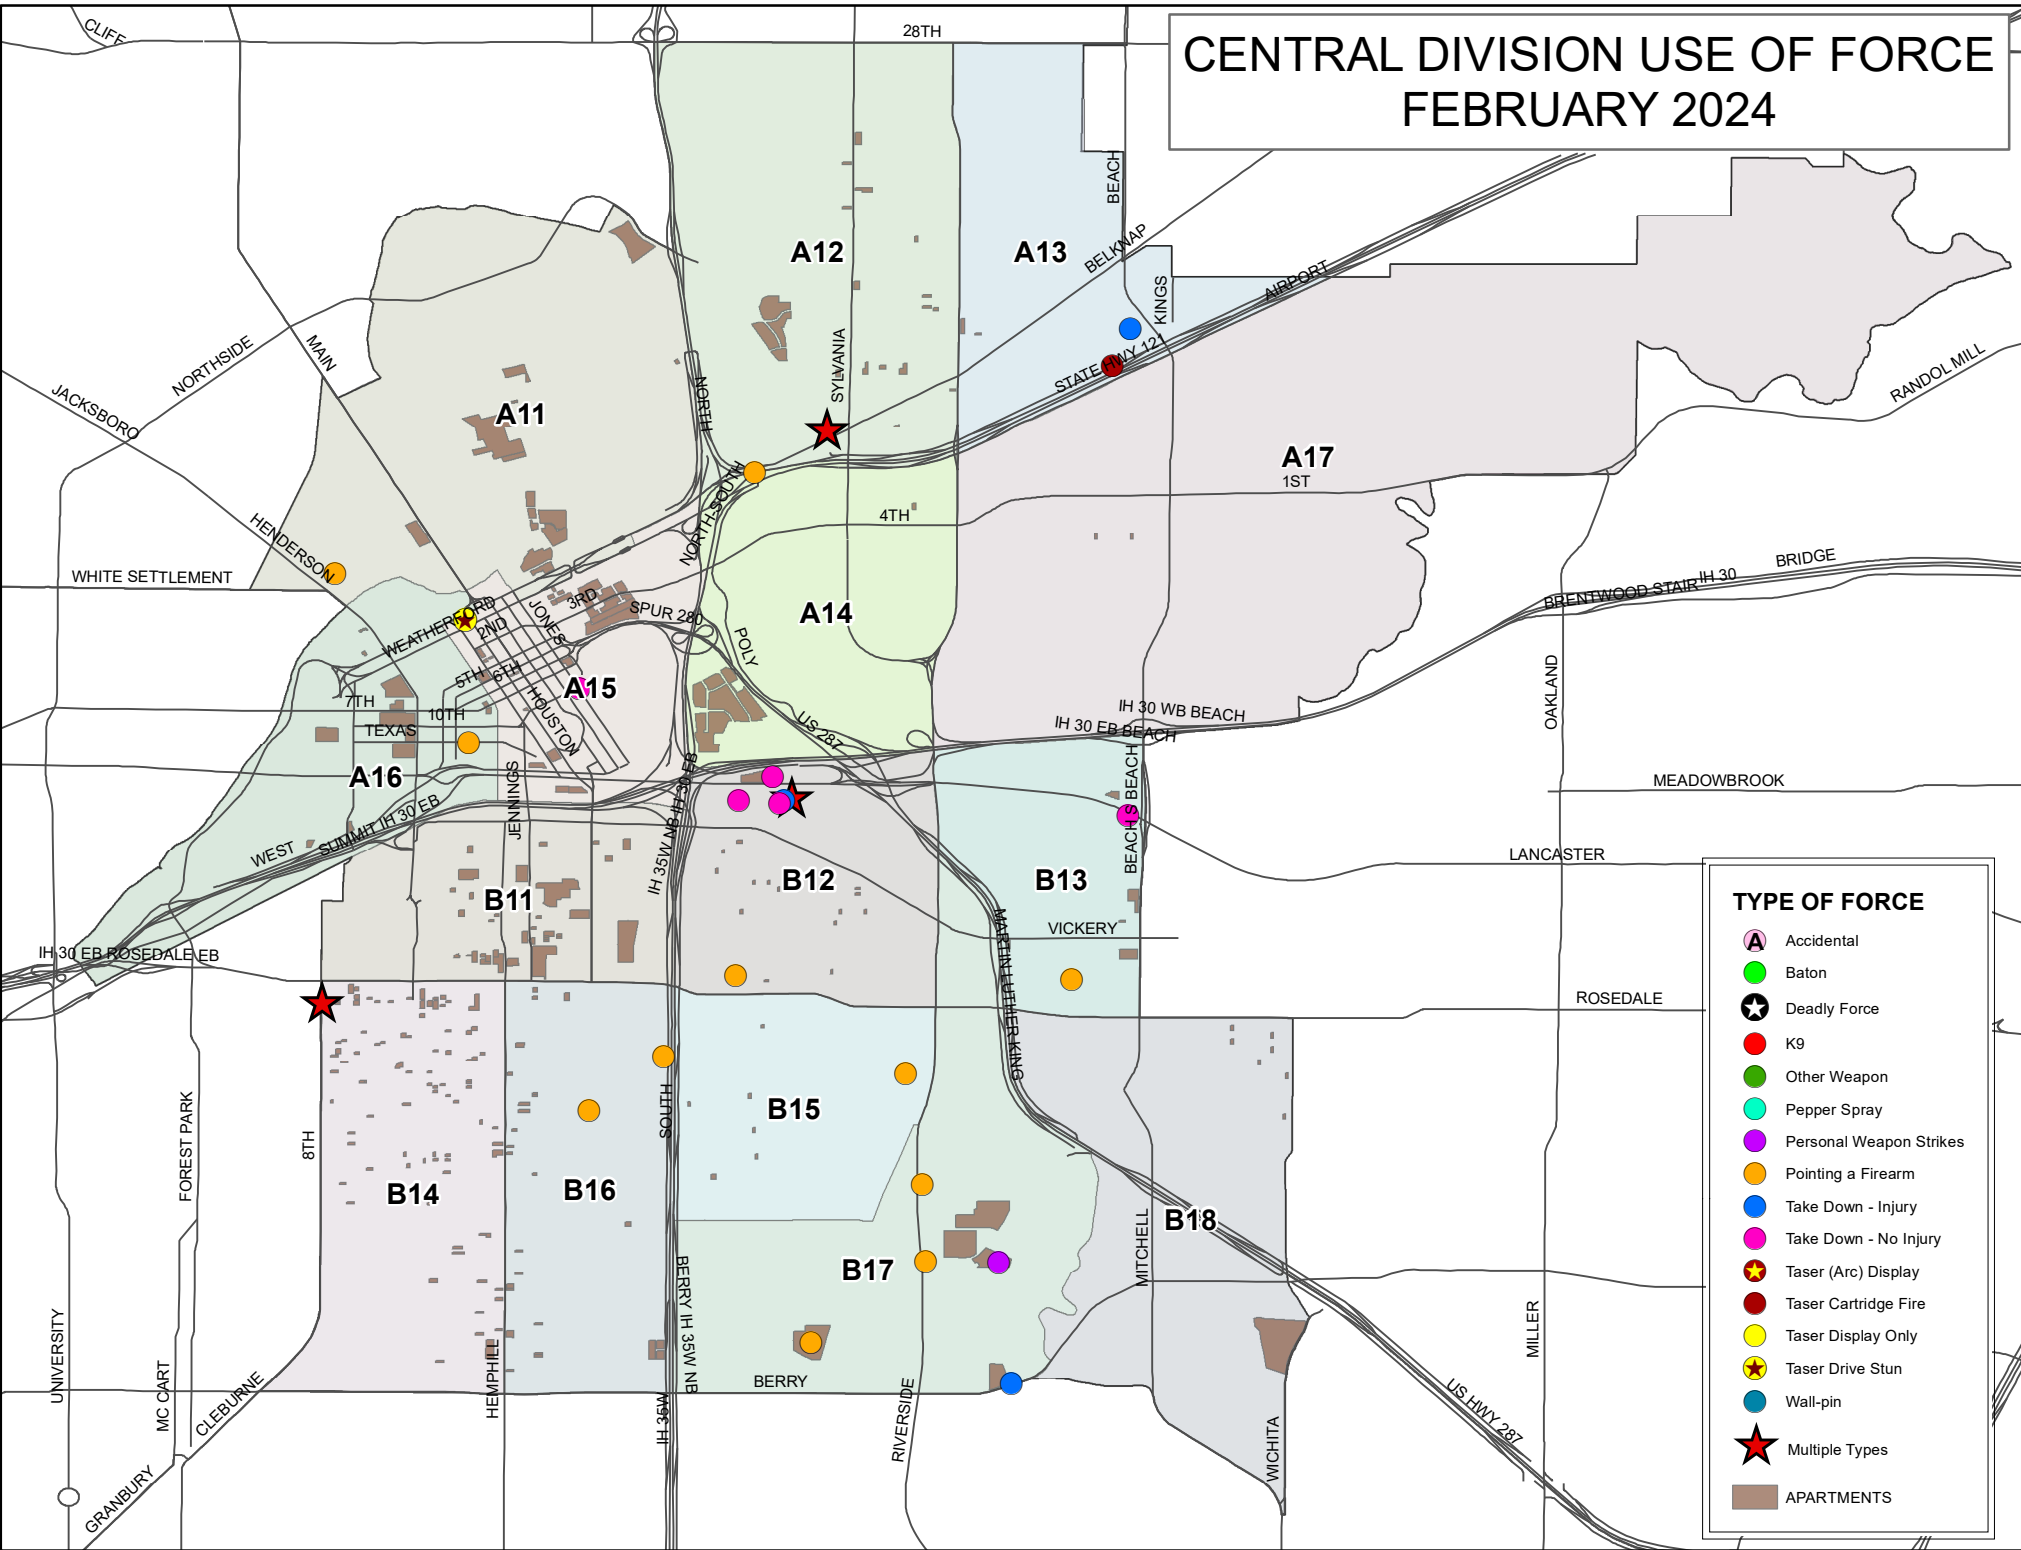 CENTRAL DIVISION USE OF FORCE
FEBRUARY 2024
CLIFF
28TH
BEACH
BELKNAP
A12
A13
KINGS
AIRPORT
NORTHSIDE
MAIN
SYLVANIA
STATE HWY 121
RANDOL MILL
JACKSBORO
NORTH
A11
A17
1ST
NORTH-SOUTH
4TH
HENDERSON
WHITE SETTLEMENT
BRIDGE
IH 30
BRENTWOOD STAIR
WEATHERFORD
2ND
JONES
3RD
SPUR 280
A14
POLY
5TH
6TH
A15
HOUSTON
7TH
10TH
TEXAS
US 287
IH 30 WB BEACH
IH 30 EB BEACH
OAKLAND
A16
JENNINGS
MEADOWBROOK
SUMMIT IH 30 EB
WEST
IH 35W NB IH 30 EB
BEACH S BEACH
LANCASTER
B11
B12
B13
VICKERY
MARTIN LUTHER KING
IH 30 EB ROSEDALE EB
ROSEDALE
FOREST PARK
8TH
SOUTH
B15
B14
B16
B18
MITCHELL
B17
BERRY IH 35W NB
UNIVERSITY
MC CART
CLEBURNE
HEMPHILL
BERRY
IH 35W
RIVERSIDE
MILLER
US HWY 287
WICHITA
GRANBURY
TYPE OF FORCE
A Accidental
Baton
Deadly Force
K9
Other Weapon
Pepper Spray
Personal Weapon Strikes
Pointing a Firearm
Take Down - Injury
Take Down - No Injury
Taser (Arc) Display
Taser Cartridge Fire
Taser Display Only
Taser Drive Stun
Wall-pin
Multiple Types
APARTMENTS